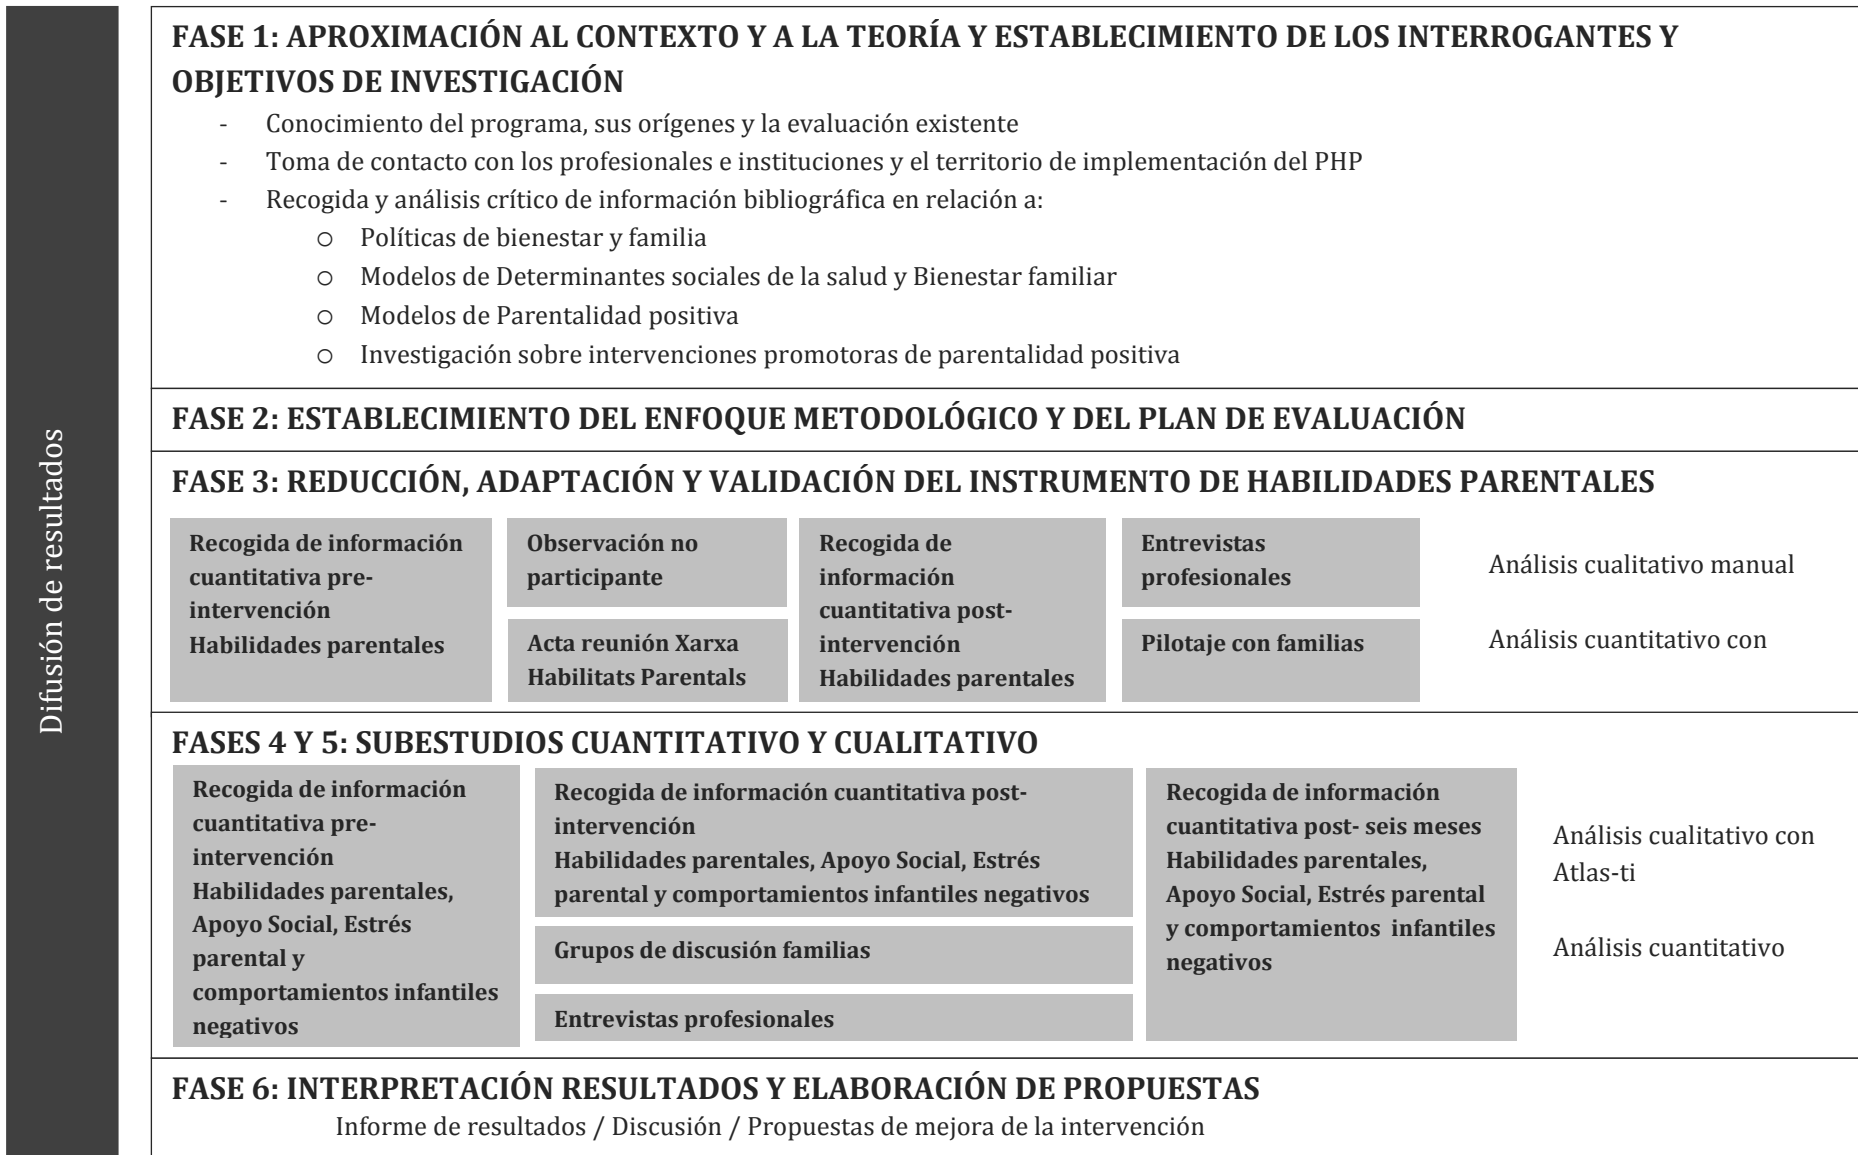 Difusión de resultados
FASE 1: APROXIMACIÓN AL CONTEXTO Y A LA TEORÍA Y ESTABLECIMIENTO DE LOS INTERROGANTES Y
OBJETIVOS DE INVESTIGACIÓN
- Conocimiento del programa, sus orígenes y la evaluación existente
- Toma de contacto con los profesionales e instituciones y el territorio de implementación del PHP
- Recogida y análisis crítico de información bibliográfica en relación a:
o Políticas de bienestar y familia
o Modelos de Determinantes sociales de la salud y Bienestar familiar
o Modelos de Parentalidad positiva
o Investigación sobre intervenciones promotoras de parentalidad positiva
FASE 2: ESTABLECIMIENTO DEL ENFOQUE METODOLÓGICO Y DEL PLAN DE EVALUACIÓN
FASE 3: REDUCCIÓN, ADAPTACIÓN Y VALIDACIÓN DEL INSTRUMENTO DE HABILIDADES PARENTALES
Recogida de información
cuantitativa pre-
intervención
Habilidades parentales
Observación no
participante
Acta reunión Xarxa
Habilitats Parentals
Recogida de
información
cuantitativa post-
intervención
Habilidades parentales
Entrevistas
profesionales
Pilotaje con familias
Análisis cualitativo manual
Análisis cuantitativo con
FASES 4 Y 5: SUBESTUDIOS CUANTITATIVO Y CUALITATIVO
Recogida de información
cuantitativa pre-
intervención
Habilidades parentales,
Apoyo Social, Estrés
parental y
comportamientos infantiles
negativos
Recogida de información cuantitativa post-
intervención
Habilidades parentales, Apoyo Social, Estrés
parental y comportamientos infantiles negativos
Grupos de discusión familias
Entrevistas profesionales
Recogida de información
cuantitativa post- seis meses
Habilidades parentales,
Apoyo Social, Estrés parental
y comportamientos infantiles
negativos
Análisis cualitativo con
Atlas-ti
Análisis cuantitativo
FASE 6: INTERPRETACIÓN RESULTADOS Y ELABORACIÓN DE PROPUESTAS
Informe de resultados / Discusión / Propuestas de mejora de la intervención